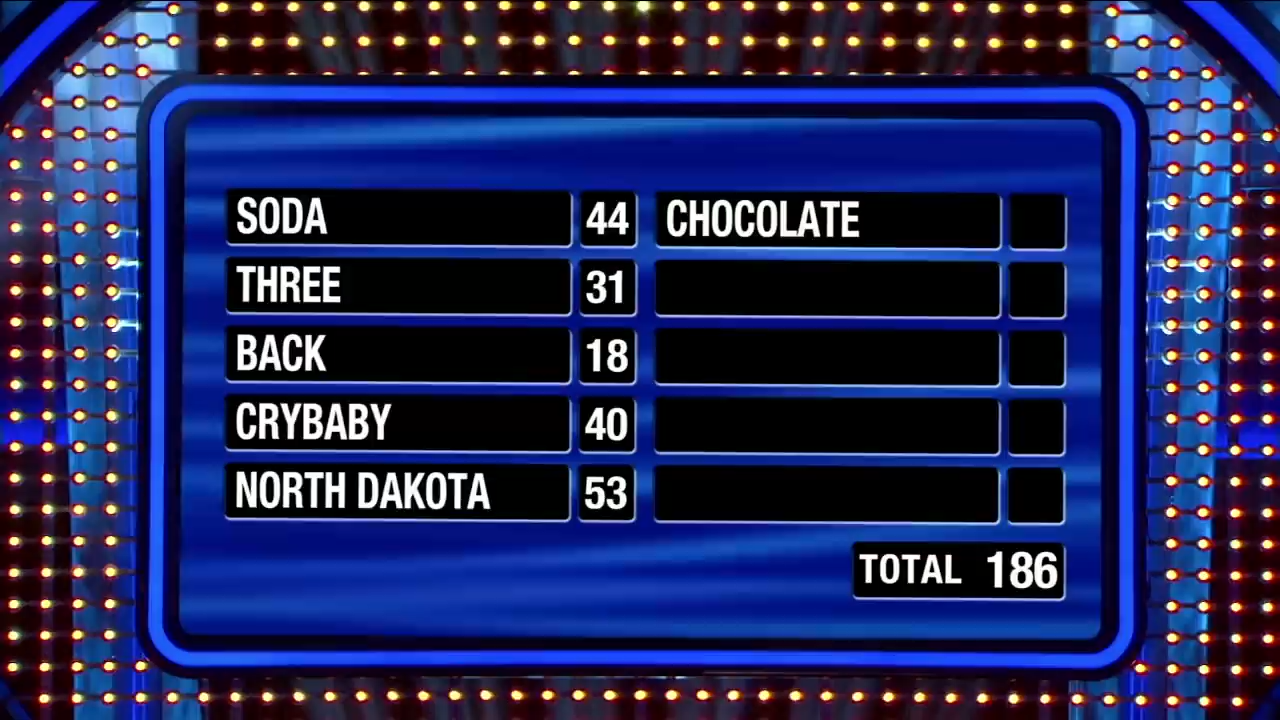 SODA 44 CHOCOLATE
THREE 31
BACK 18
CRYBABY 40
NORTH DAKOTA 53
TOTAL 186